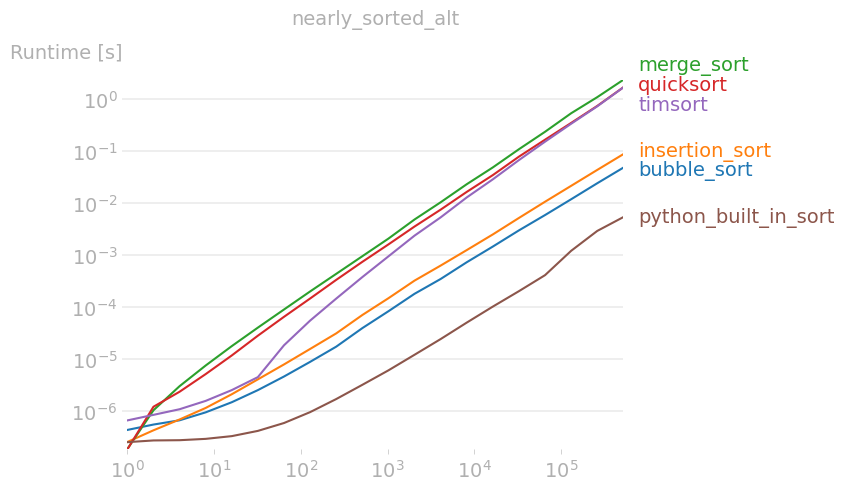 nearly_sorted_alt
Runtime [s]
merge_sort
quicksort
timsort
insertion_sort
bubble_sort
python_built_in_sort
10⁰
10⁻¹
10⁻²
10⁻³
10⁻⁴
10⁻⁵
10⁻⁶
10⁰ 10¹ 10² 10³ 10⁴ 10⁵